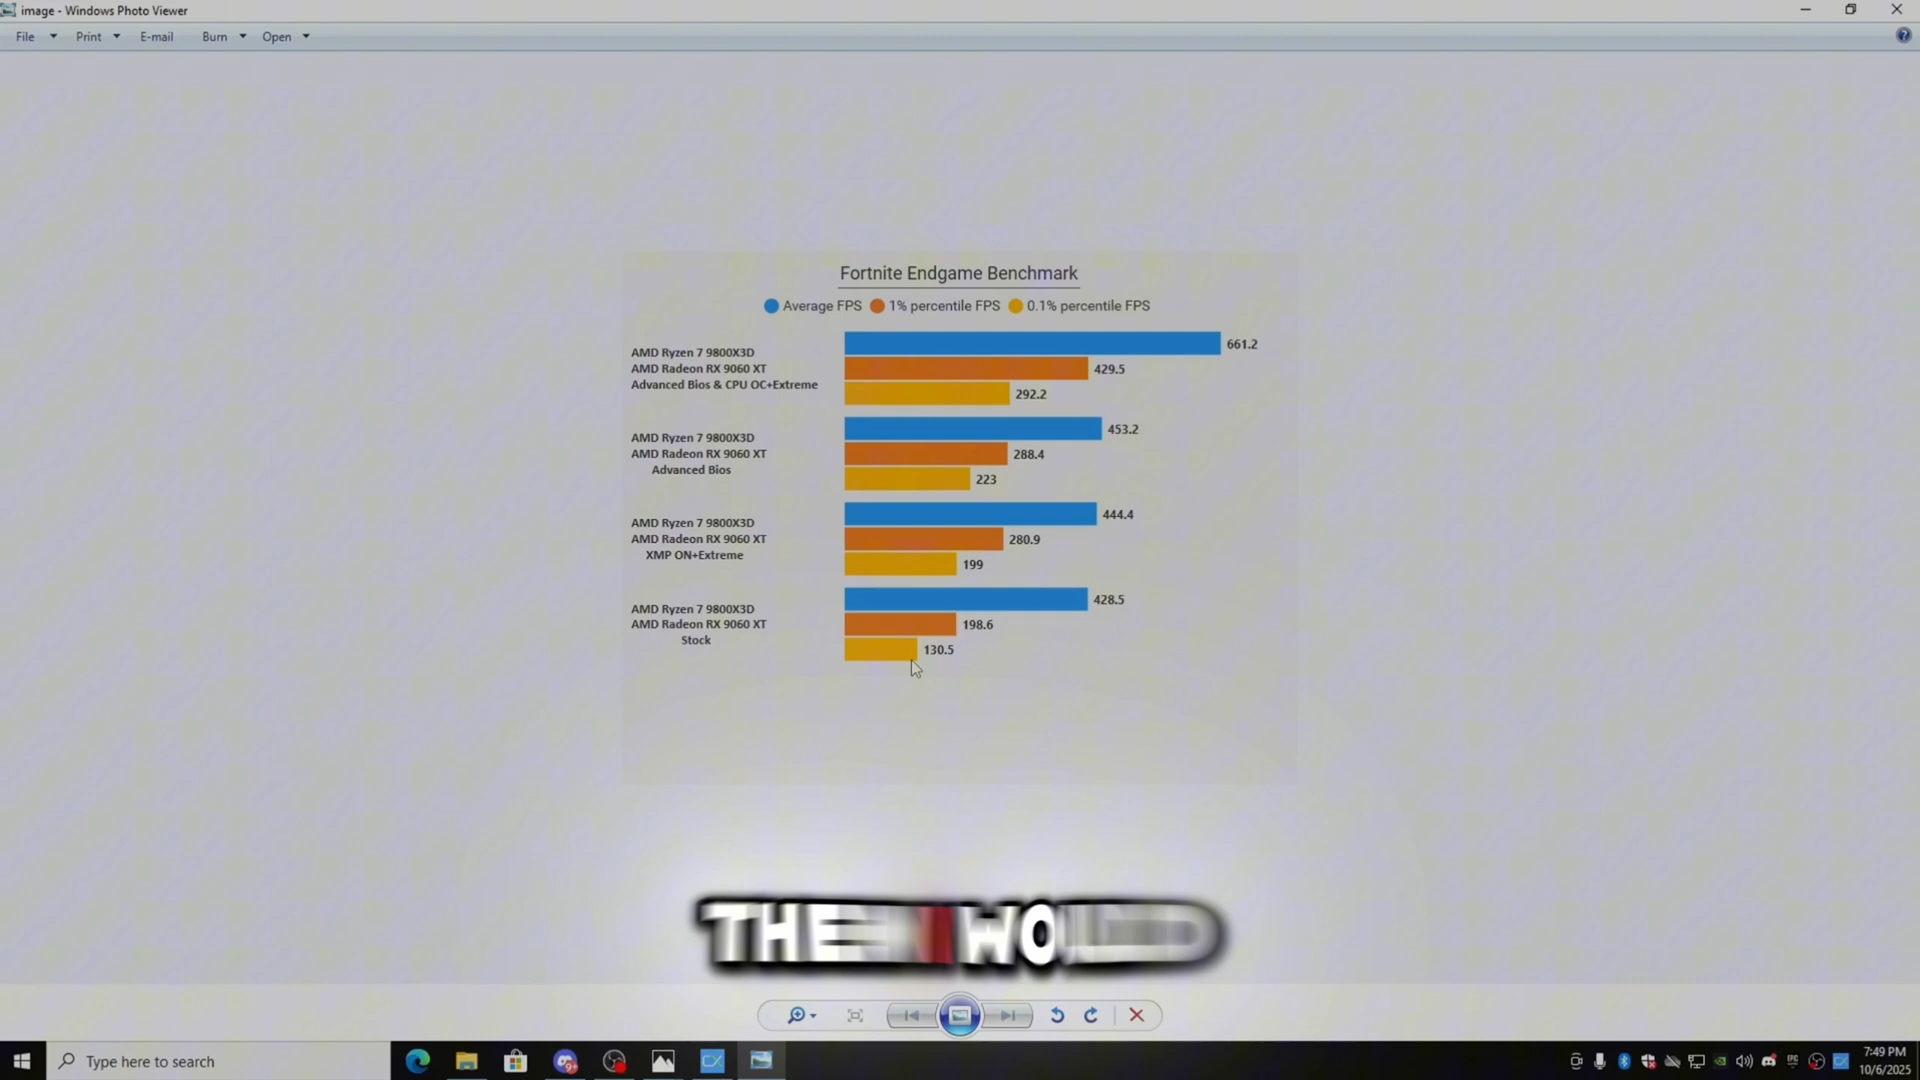 image - Windows Photo Viewer
File Print E-mail Burn Open
Fortnite Endgame Benchmark
Average FPS 1% percentile FPS 0.1% percentile FPS
AMD Ryzen 7 9800X3D
AMD Radeon RX 9060 XT
Advanced Bios & CPU OC+Extreme
661.2
429.5
292.2
AMD Ryzen 7 9800X3D
AMD Radeon RX 9060 XT
Advanced Bios
453.2
288.4
223
AMD Ryzen 7 9800X3D
AMD Radeon RX 9060 XT
XMP ON+Extreme
444.4
280.9
199
AMD Ryzen 7 9800X3D
AMD Radeon RX 9060 XT
Stock
428.5
198.6
130.5
Type here to search
7:49 PM
10/6/2025